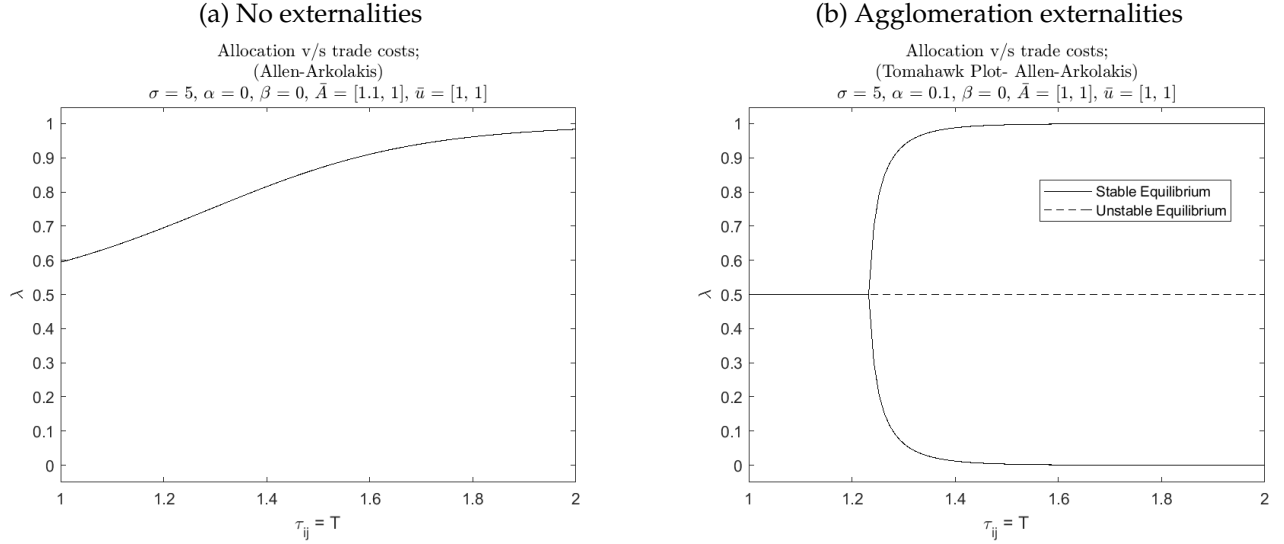 (a) No externalities
Allocation v/s trade costs;
(Allen-Arkolakis)
σ = 5, α = 0, β = 0, Ā = [1.1, 1], ū = [1, 1]
1
0.9
0.8
0.7
0.6
0.5
0.4
0.3
0.2
0.1
0
λ
1 1.2 1.4 1.6 1.8 2
τij = T
(b) Agglomeration externalities
Allocation v/s trade costs;
(Tomahawk Plot- Allen-Arkolakis)
σ = 5, α = 0.1, β = 0, Ā = [1, 1], ū = [1, 1]
1
0.9
0.8
0.7
0.6
0.5
0.4
0.3
0.2
0.1
0
λ
Stable Equilibrium
Unstable Equilibrium
1 1.2 1.4 1.6 1.8 2
τij = T